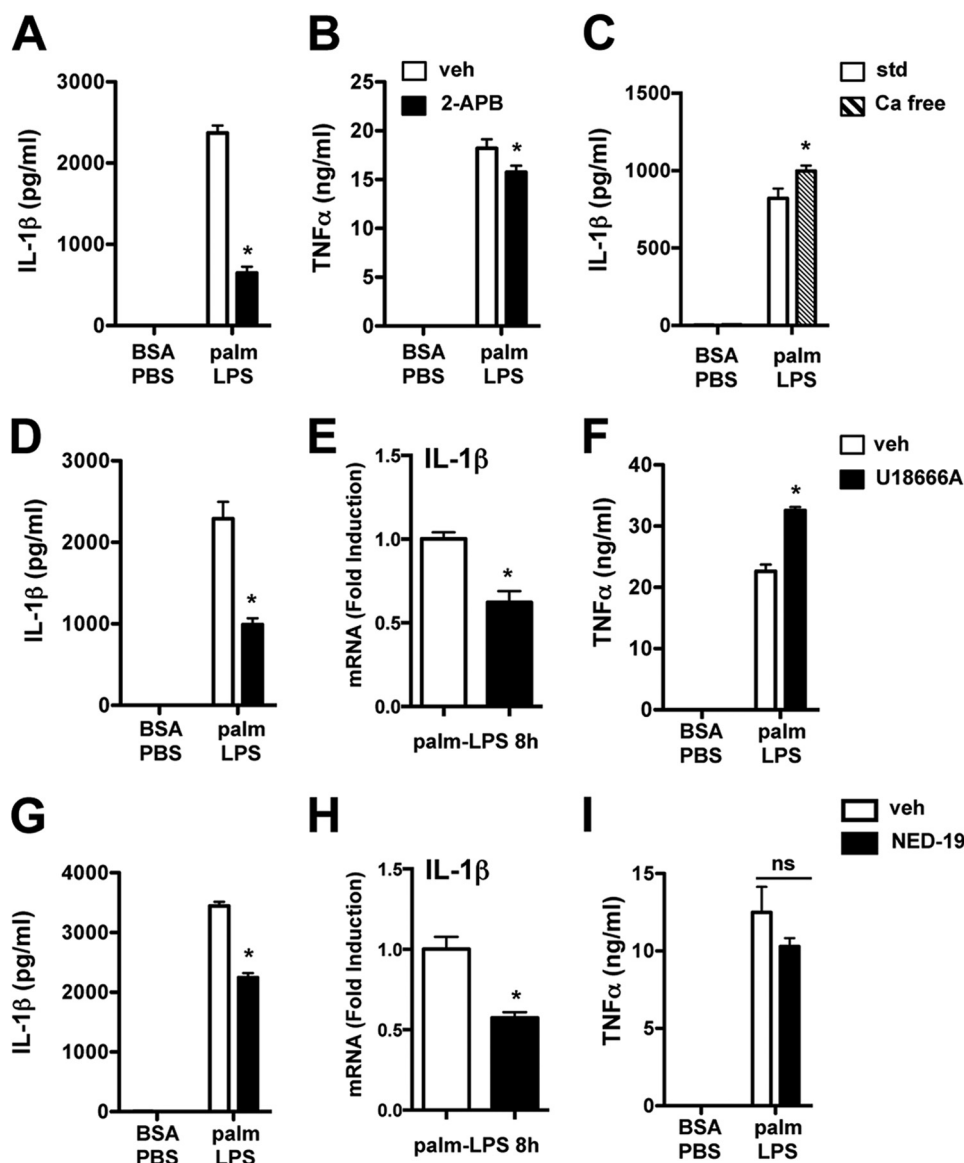 A
IL-1β (pg/ml)
3000
2000
1000
0
*
BSA palm
PBS LPS
B
veh
2-APB
TNFα (ng/ml)
25
20
15
10
5
0
*
BSA palm
PBS LPS
C
std
Ca free
IL-1β (pg/ml)
1500
1000
500
0
*
BSA palm
PBS LPS
D
IL-1β (pg/ml)
3000
2000
1000
0
*
BSA palm
PBS LPS
E
IL-1β
mRNA (Fold Induction)
1.5
1.0
0.5
0.0
*
palm-LPS 8h
F
veh
U18666A
TNFα (ng/ml)
40
30
20
10
0
*
BSA palm
PBS LPS
G
IL-1β (pg/ml)
4000
3000
2000
1000
0
*
BSA palm
PBS LPS
H
IL-1β
mRNA (Fold Induction)
1.5
1.0
0.5
0.0
*
palm-LPS 8h
I
veh
NED-19
TNFα (ng/ml)
15
10
5
0
ns
BSA palm
PBS LPS